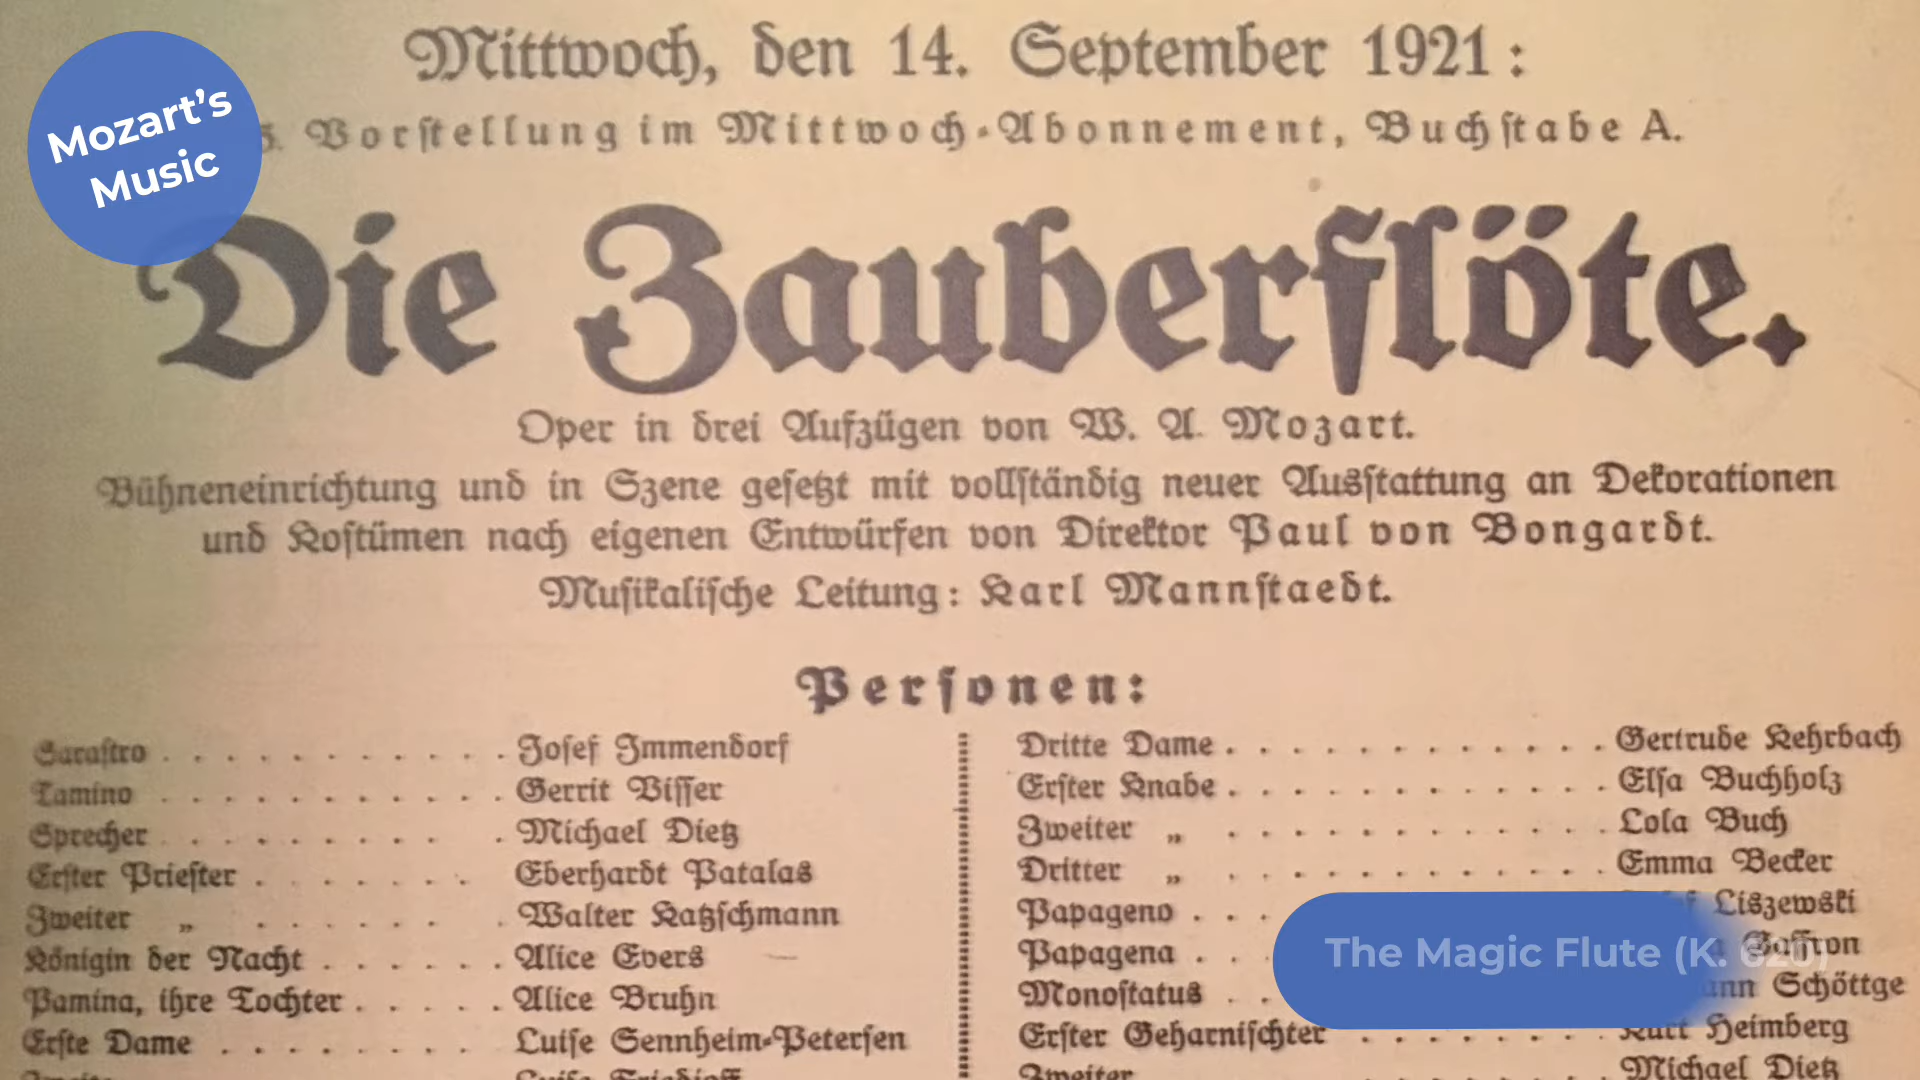 Mozart's
Music
Mittwoch, den 14. September 1921:
Vorstellung im Mittwoch-Abonnement, Buchstabe A.
Die Zauberflöte.
Oper in drei Aufzügen von W. A. Mozart.
Bühneneinrichtung und in Szene gesetzt mit vollständig neuer Ausstattung an Dekorationen
und Kostümen nach eigenen Entwürfen von Direktor Paul von Bongardt.
Musikalische Leitung: Karl Mannstaedt.
Personen:
Sarastro . . . . . . . . . . . Josef Immendorf
Tamino . . . . . . . . . . . Gerrit Visser
Sprecher . . . . . . . . . Michael Dietz
Erster Priester . . . . . . . Eberhardt Patalas
Zweiter „ . . . . . . . Walter Katzschmann
Königin der Nacht . . . . . . Alice Evers
Pamina, ihre Tochter . . . . . Alice Bruhn
Erste Dame . . . . . . . . . Luise Sennheim-Petersen
Dritte Dame . . . . . . . . . . . . Gertrude Kehrbach
Erster Knabe . . . . . . . . . . . . Elsa Buchholz
Zweiter „ . . . . . . . . . . . . Lola Buch
Dritter „ . . . . . . . . . . . . Emma Becker
Papageno . . . Liszewski
Papagena . . .
Monostatus . . Schöttge
Erster Geharnischter . . . . . . . Kurt Heimberg
Zweiter Michael Dietz
The Magic Flute (K. 620)